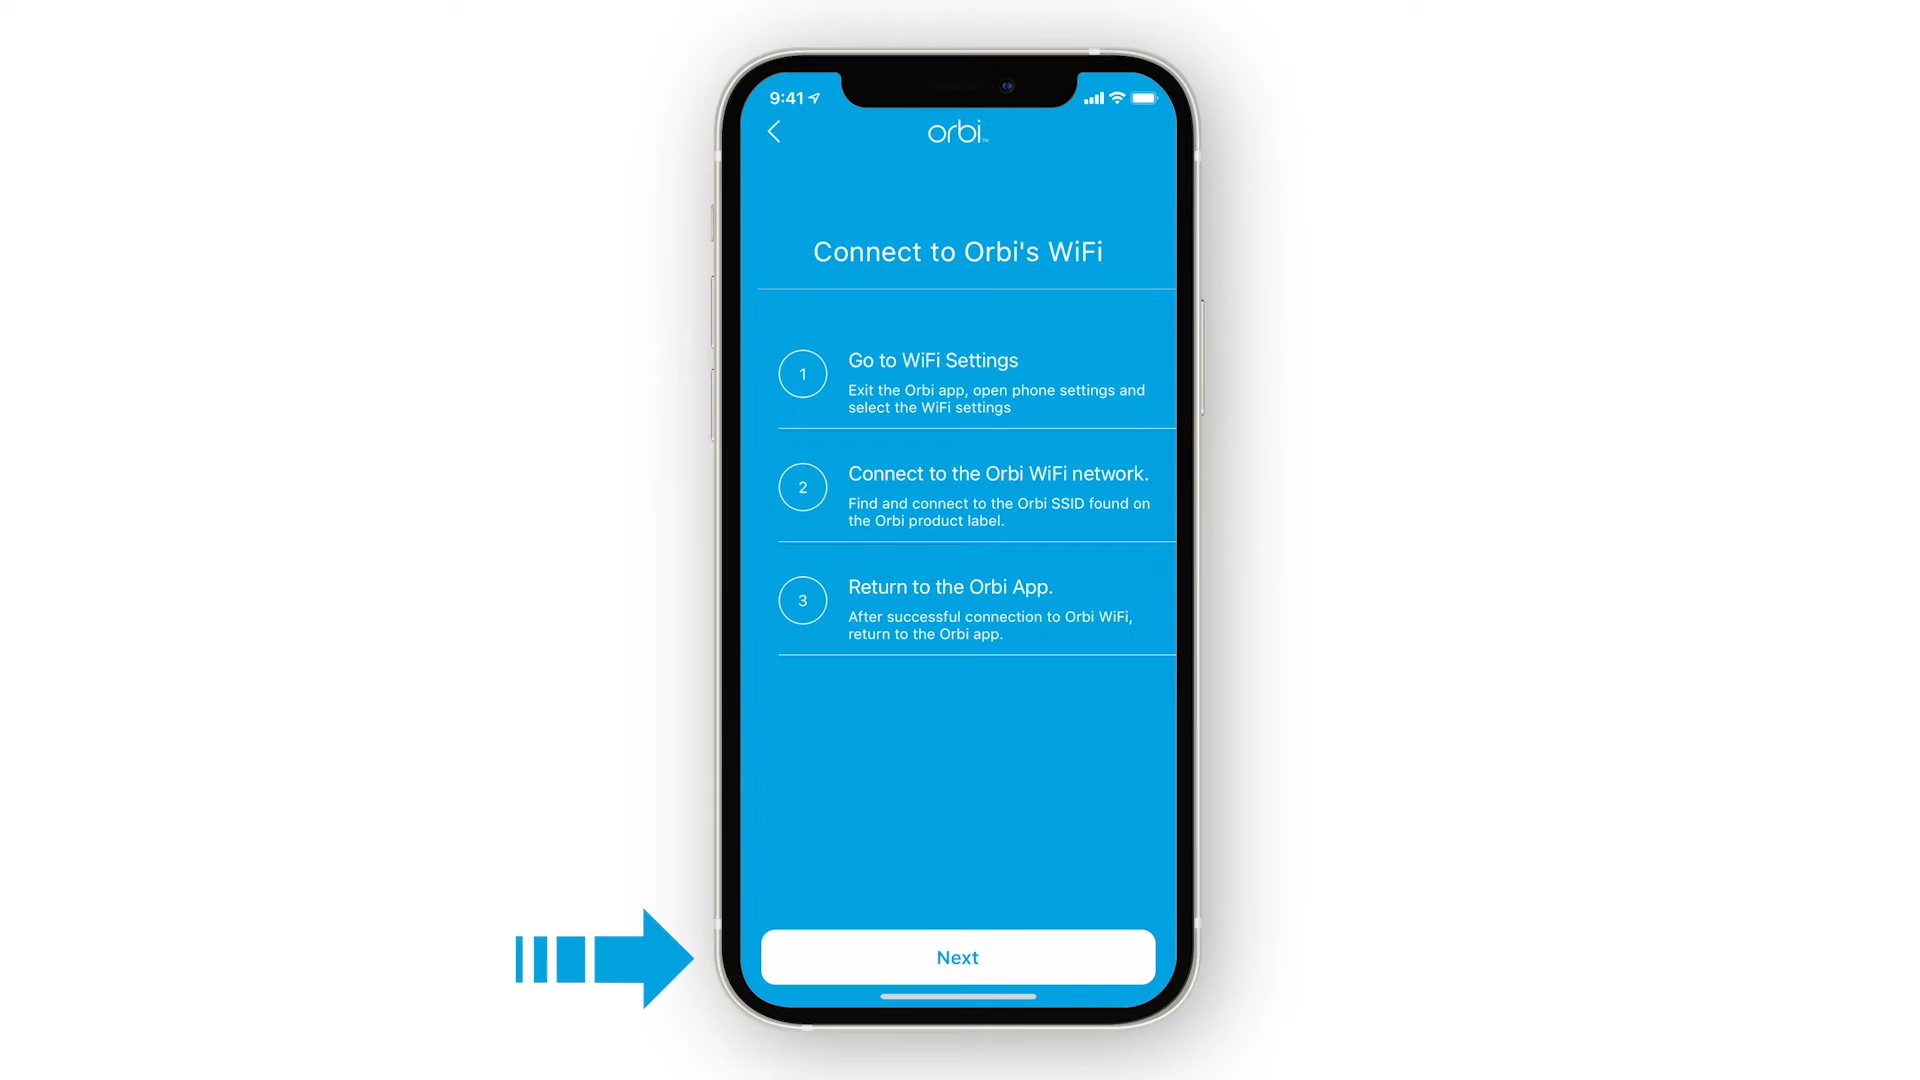 9:41
orbi™
Connect to Orbi's WiFi
1
Go to WiFi Settings
Exit the Orbi app, open phone settings and
select the WiFi settings
2
Connect to the Orbi WiFi network.
Find and connect to the Orbi SSID found on
the Orbi product label.
3
Return to the Orbi App.
After successful connection to Orbi WiFi,
return to the Orbi app.
Next